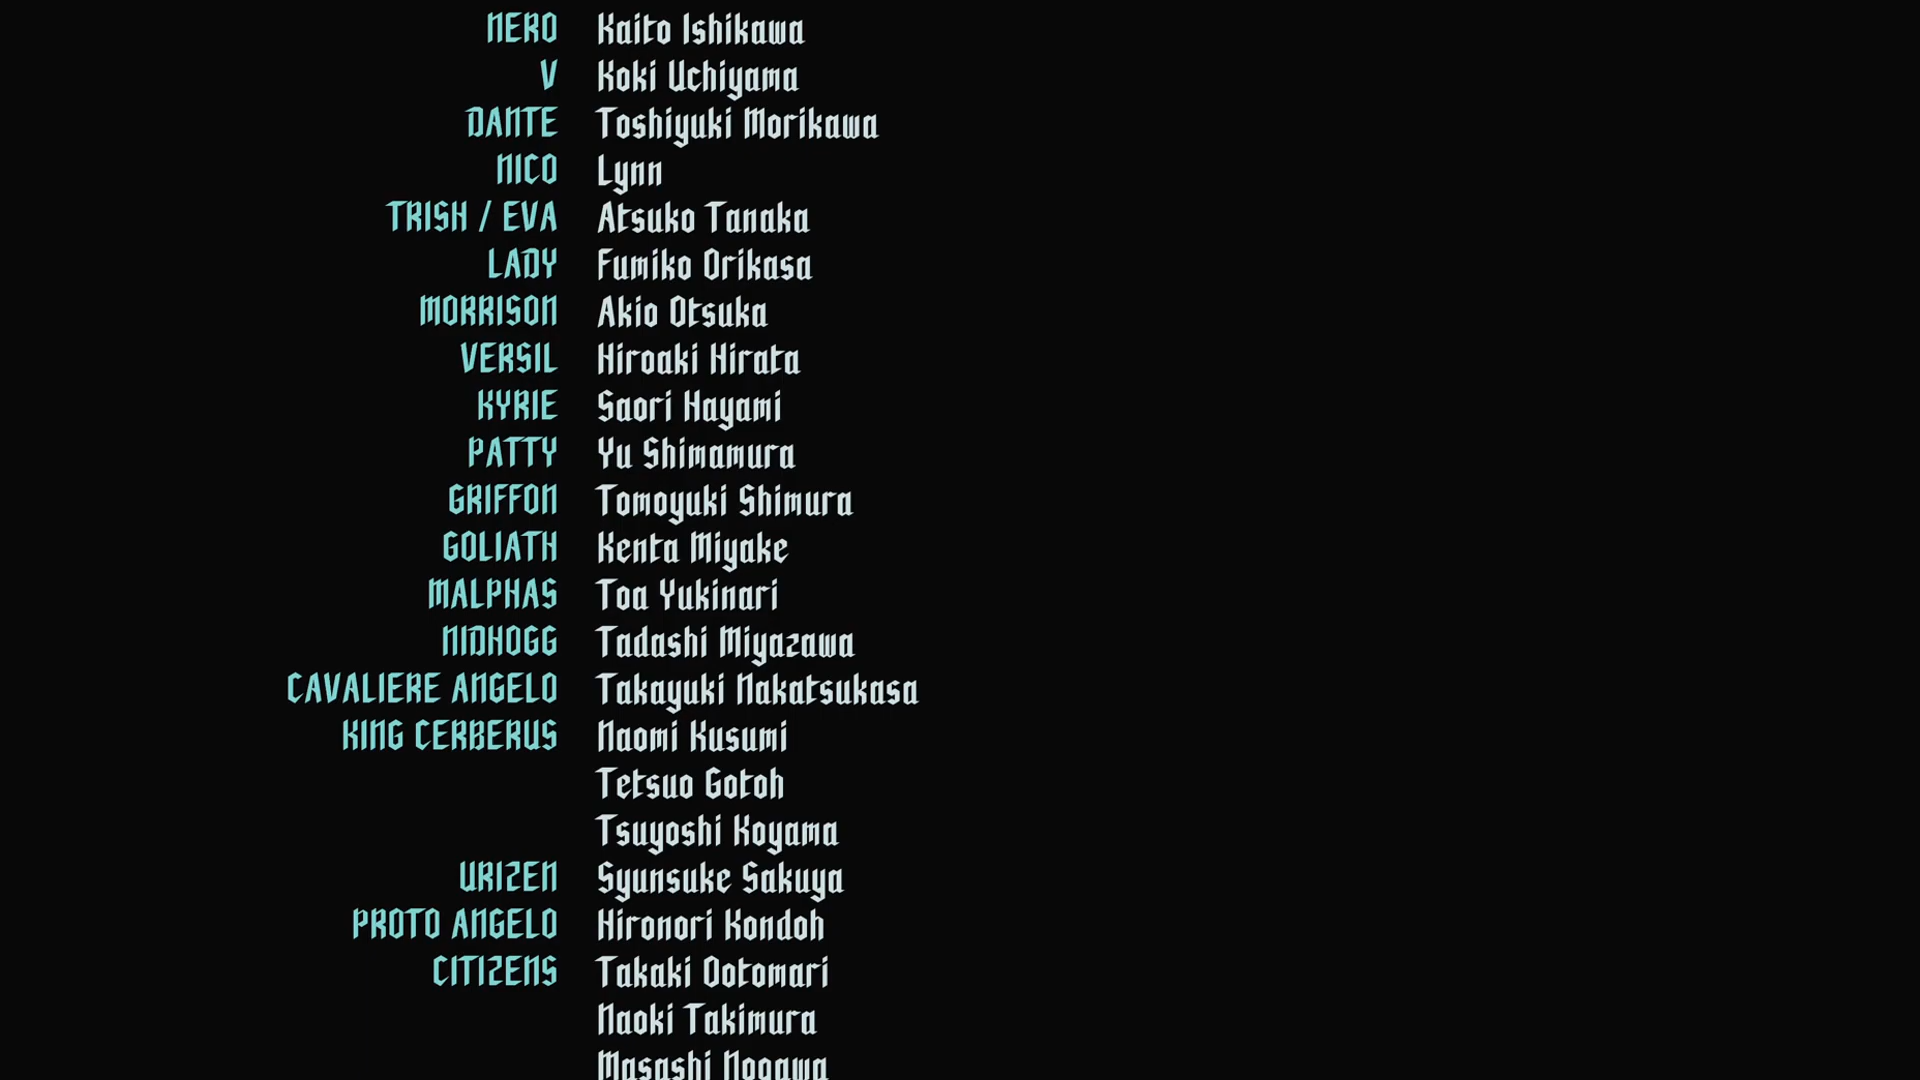 NERO Kaito Ishikawa
V Koki Uchiyama
DANTE Toshiyuki Morikawa
NICO Lynn
TRISH / EVA Atsuko Tanaka
LADY Fumiko Orikasa
MORRISON Akio Otsuka
VERGIL Hiroaki Hirata
KYRIE Saori Hayami
PATTY Yu Shimamura
GRIFFON Tomoyuki Shimura
GOLIATH Kenta Miyake
MALPHAS Toa Yukinari
NIDHOGG Tadashi Miyazawa
CAVALIERE ANGELO Takayuki Nakatsukasa
KING CERBERUS Naomi Kusumi
Tetsuo Gotoh
Tsuyoshi Koyama
URIZEN Syunsuke Sakuya
PROTO ANGELO Hironori Kondoh
CITIZENS Takaki Ootomari
Naoki Takimura
Masashi Nogawa